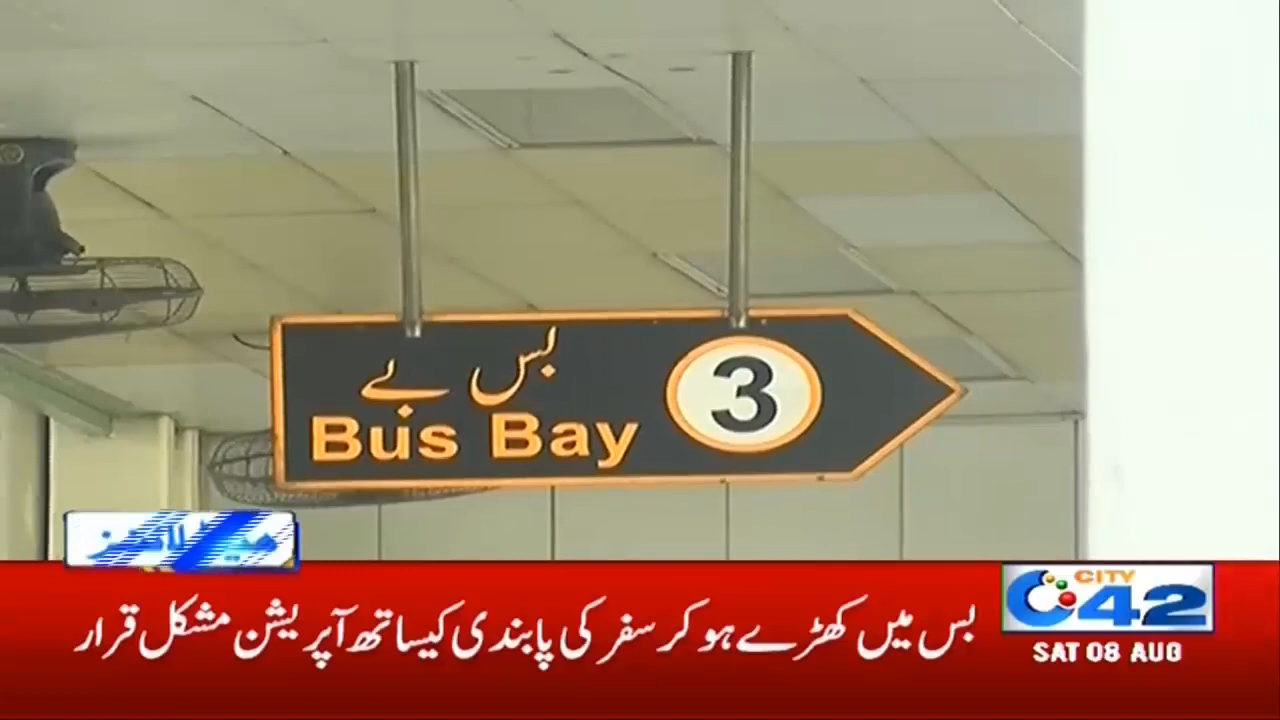 بس بے
Bus Bay
3
ہیڈلائنز
CITY
42
بس میں کھڑے ہو کر سفر کی پابندی کیساتھ آپریشن مشکل قرار
SAT 08 AUG